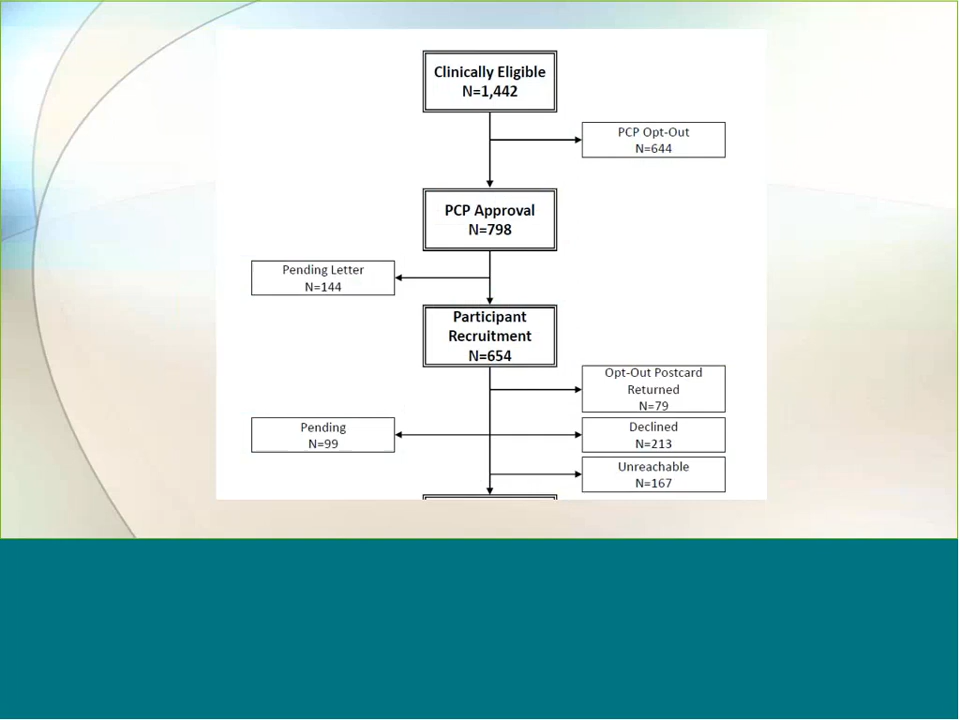 Clinically Eligible
N=1,442
PCP Opt-Out
N=644
PCP Approval
N=798
Pending Letter
N=144
Participant
Recruitment
N=654
Opt-Out Postcard
Returned
N=79
Pending
N=99
Declined
N=213
Unreachable
N=167